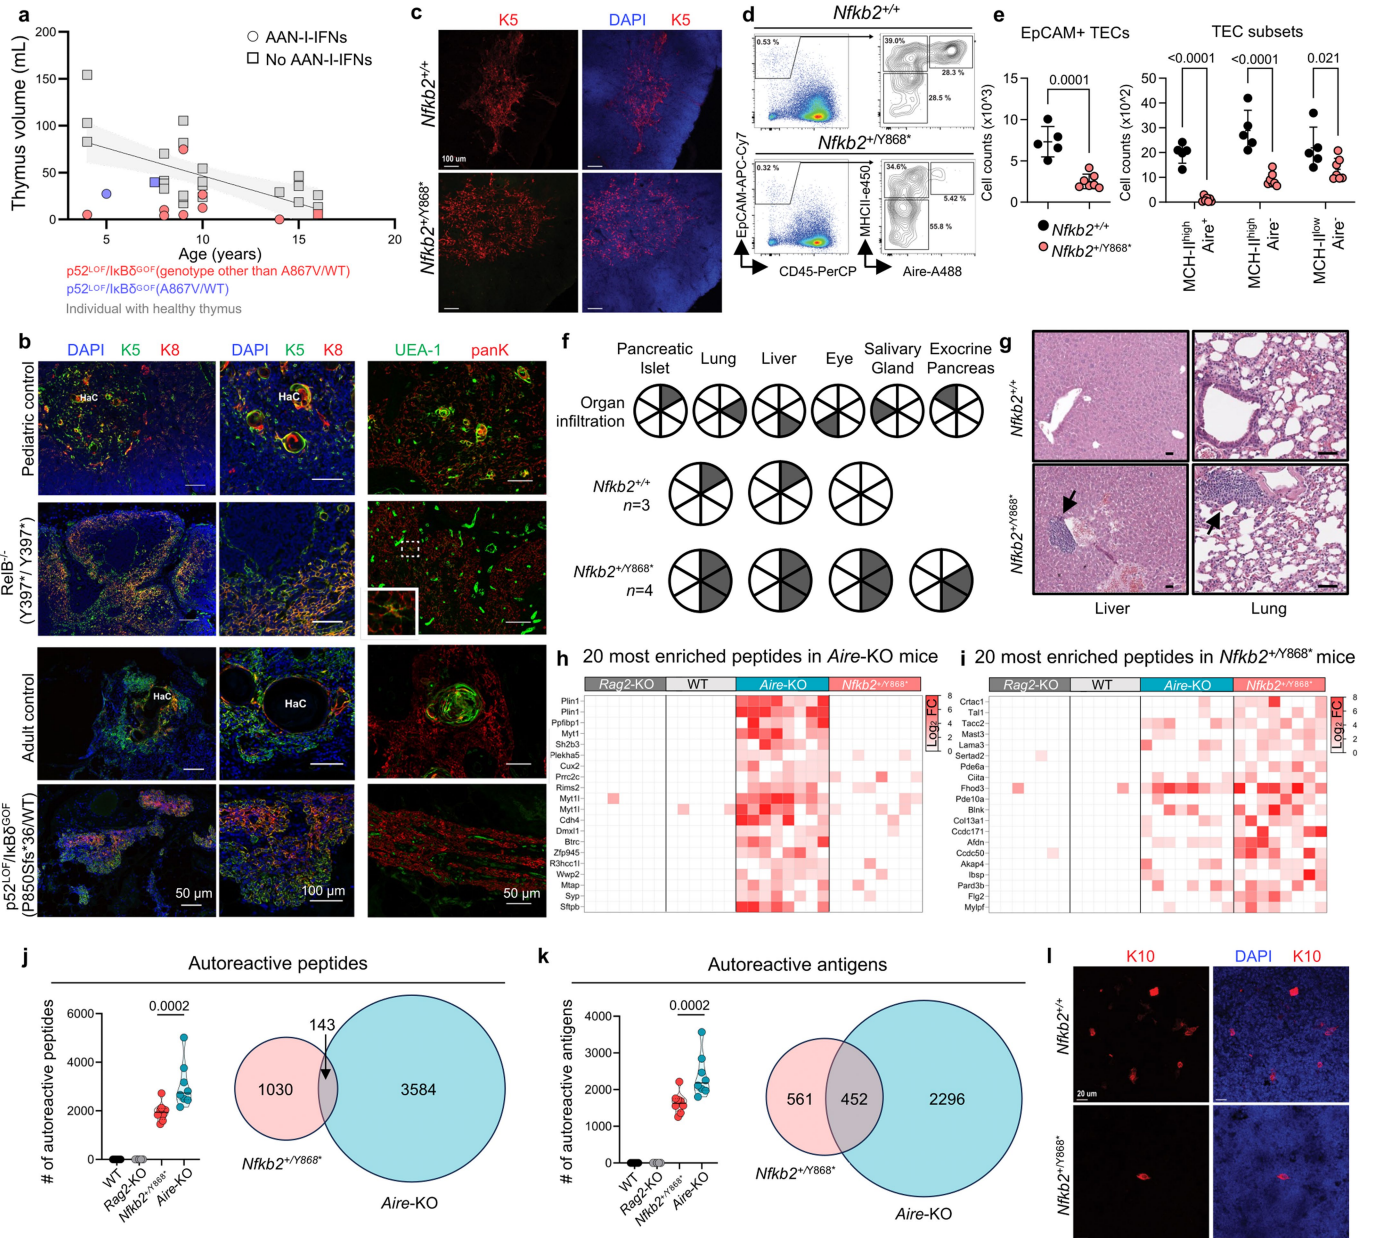 a
Thymus volume (mL)
200
150
100
50
0
5
10
15
20
Age (years)
AAN-I-IFNs
No AAN-I-IFNs
p52LOF/IκBδGOF(genotype other than A867V/WT)
p52LOF/IκBδGOF(A867V/WT)
Individual with healthy thymus
c
K5
DAPI K5
Nfkb2+/+
Nfkb2+/Y868*
100 um
d
Nfkb2+/+
0.53 %
39.0%
28.3 %
28.5 %
Nfkb2+/Y868*
0.32 %
34.6%
5.42 %
55.8 %
EpCAM-APC-Cy7
MHCII-e450
CD45-PerCP
Aire-A488
e
EpCAM+ TECs
TEC subsets
Cell counts (x10^3)
15
10
5
0
0.0001
Cell counts (x10^2)
50
40
30
20
10
0
<0.0001
<0.0001
0.021
MCH-IIhigh Aire+
MCH-IIhigh Aire-
MCH-IIlow Aire-
Nfkb2+/+
Nfkb2+/Y868*
b
DAPI K5 K8
DAPI K5 K8
UEA-1 panK
Pediatric control
HaC
HaC
RelB-/-
(Y397*/ Y397*)
Adult control
HaC
HaC
p52LOF/IκBδGOF
(P850Sfs*36/WT)
50 µm
100 µm
50 µm
f
Pancreatic Islet
Lung
Liver
Eye
Salivary Gland
Exocrine Pancreas
Organ infiltration
Nfkb2+/+
n=3
Nfkb2+/Y868*
n=4
g
Nfkb2+/+
Nfkb2+/Y868*
Liver
Lung
h
20 most enriched peptides in Aire-KO mice
Rag2-KO
WT
Aire-KO
Nfkb2+/Y868*
Plin1
Plin1
Ppfibp1
Myt1
Sh2b3
Plekha5
Cux2
Prrc2c
Rims2
Myt1l
Myt1l
Cdh4
Dmxl1
Btrc
Zfp945
R3hcc1l
Wwp2
Mtap
Syp
Sftpb
Log2 FC
8
6
4
2
0
i
20 most enriched peptides in Nfkb2+/Y868* mice
Rag2-KO
WT
Aire-KO
Nfkb2+/Y868*
Crtac1
Tal1
Tacc2
Mast3
Lama3
Sertad2
Pde6a
Ciita
Fhod3
Pde10a
Blnk
Col13a1
Ccdc171
Afdn
Ccdc50
Akap4
Ibsp
Pard3b
Flg2
Mylpf
Log2 FC
8
6
4
2
0
j
Autoreactive peptides
# of autoreactive peptides
6000
4000
2000
0
0.0002
WT
Rag2-KO
Nfkb2+/Y868*
Aire-KO
143
1030
3584
Nfkb2+/Y868*
Aire-KO
k
Autoreactive antigens
# of autoreactive antigens
4000
3000
2000
1000
0
0.0002
WT
Rag2-KO
Nfkb2+/Y868*
Aire-KO
561
452
2296
Nfkb2+/Y868*
Aire-KO
l
K10
DAPI K10
Nfkb2+/+
20 um
Nfkb2+/Y868*